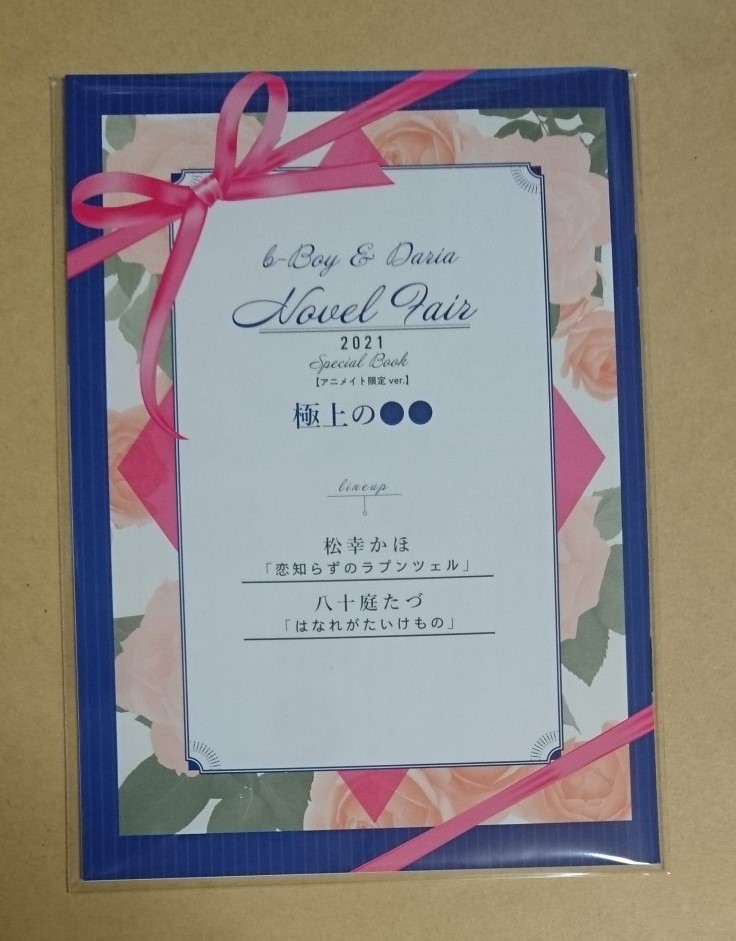 b-Boy & Daria
Novel Fair
2021
Special Book
【アニメイト限定ver.】
極上の●●
lineup
松幸かほ
「恋知らずのラプンツェル」
八十庭たづ
「はなれがたいけもの」